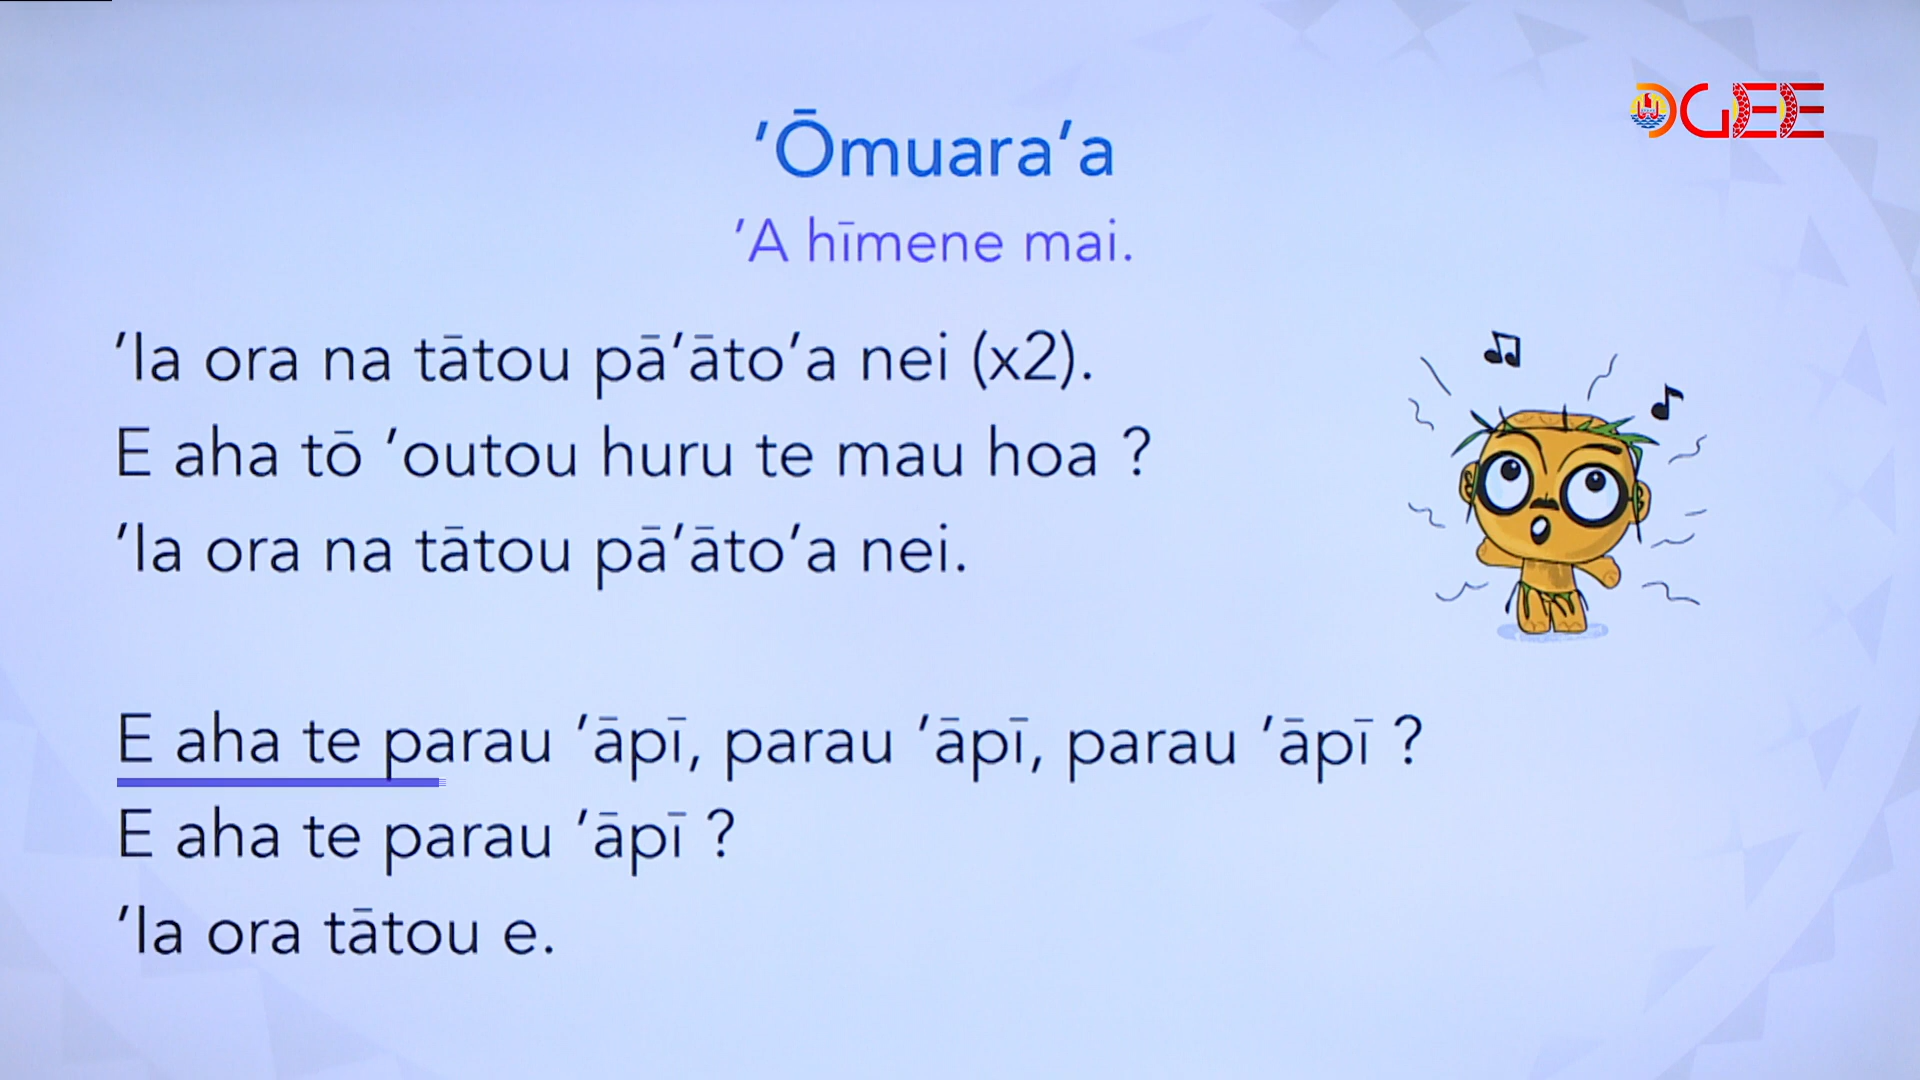 DGEE
’Ōmuara’a
’A hīmene mai.
’Ia ora na tātou pā’āto’a nei (x2).
E aha tō ’outou huru te mau hoa ?
’Ia ora na tātou pā’āto’a nei.
E aha te parau ’āpī, parau ’āpī, parau ’āpī ?
E aha te parau ’āpī ?
’Ia ora tātou e.